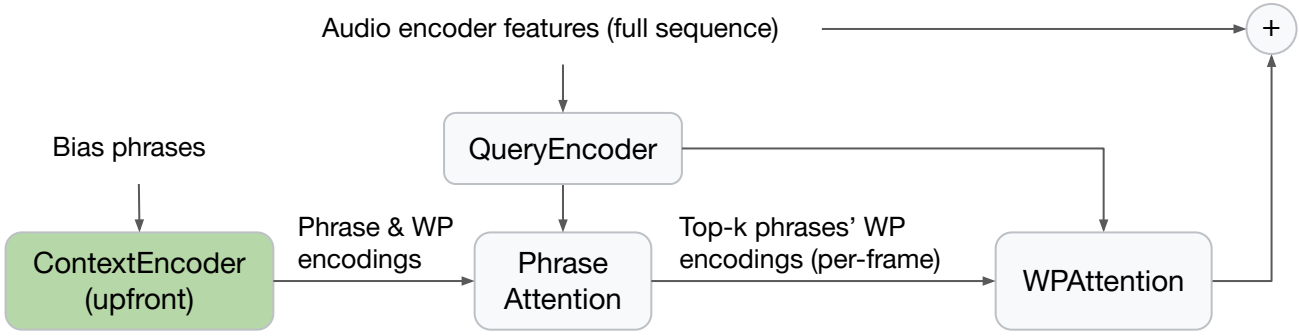 Audio encoder features (full sequence)
+
QueryEncoder
Bias phrases
ContextEncoder
(upfront)
Phrase & WP
encodings
Phrase
Attention
Top-k phrases’ WP
encodings (per-frame)
WPAttention